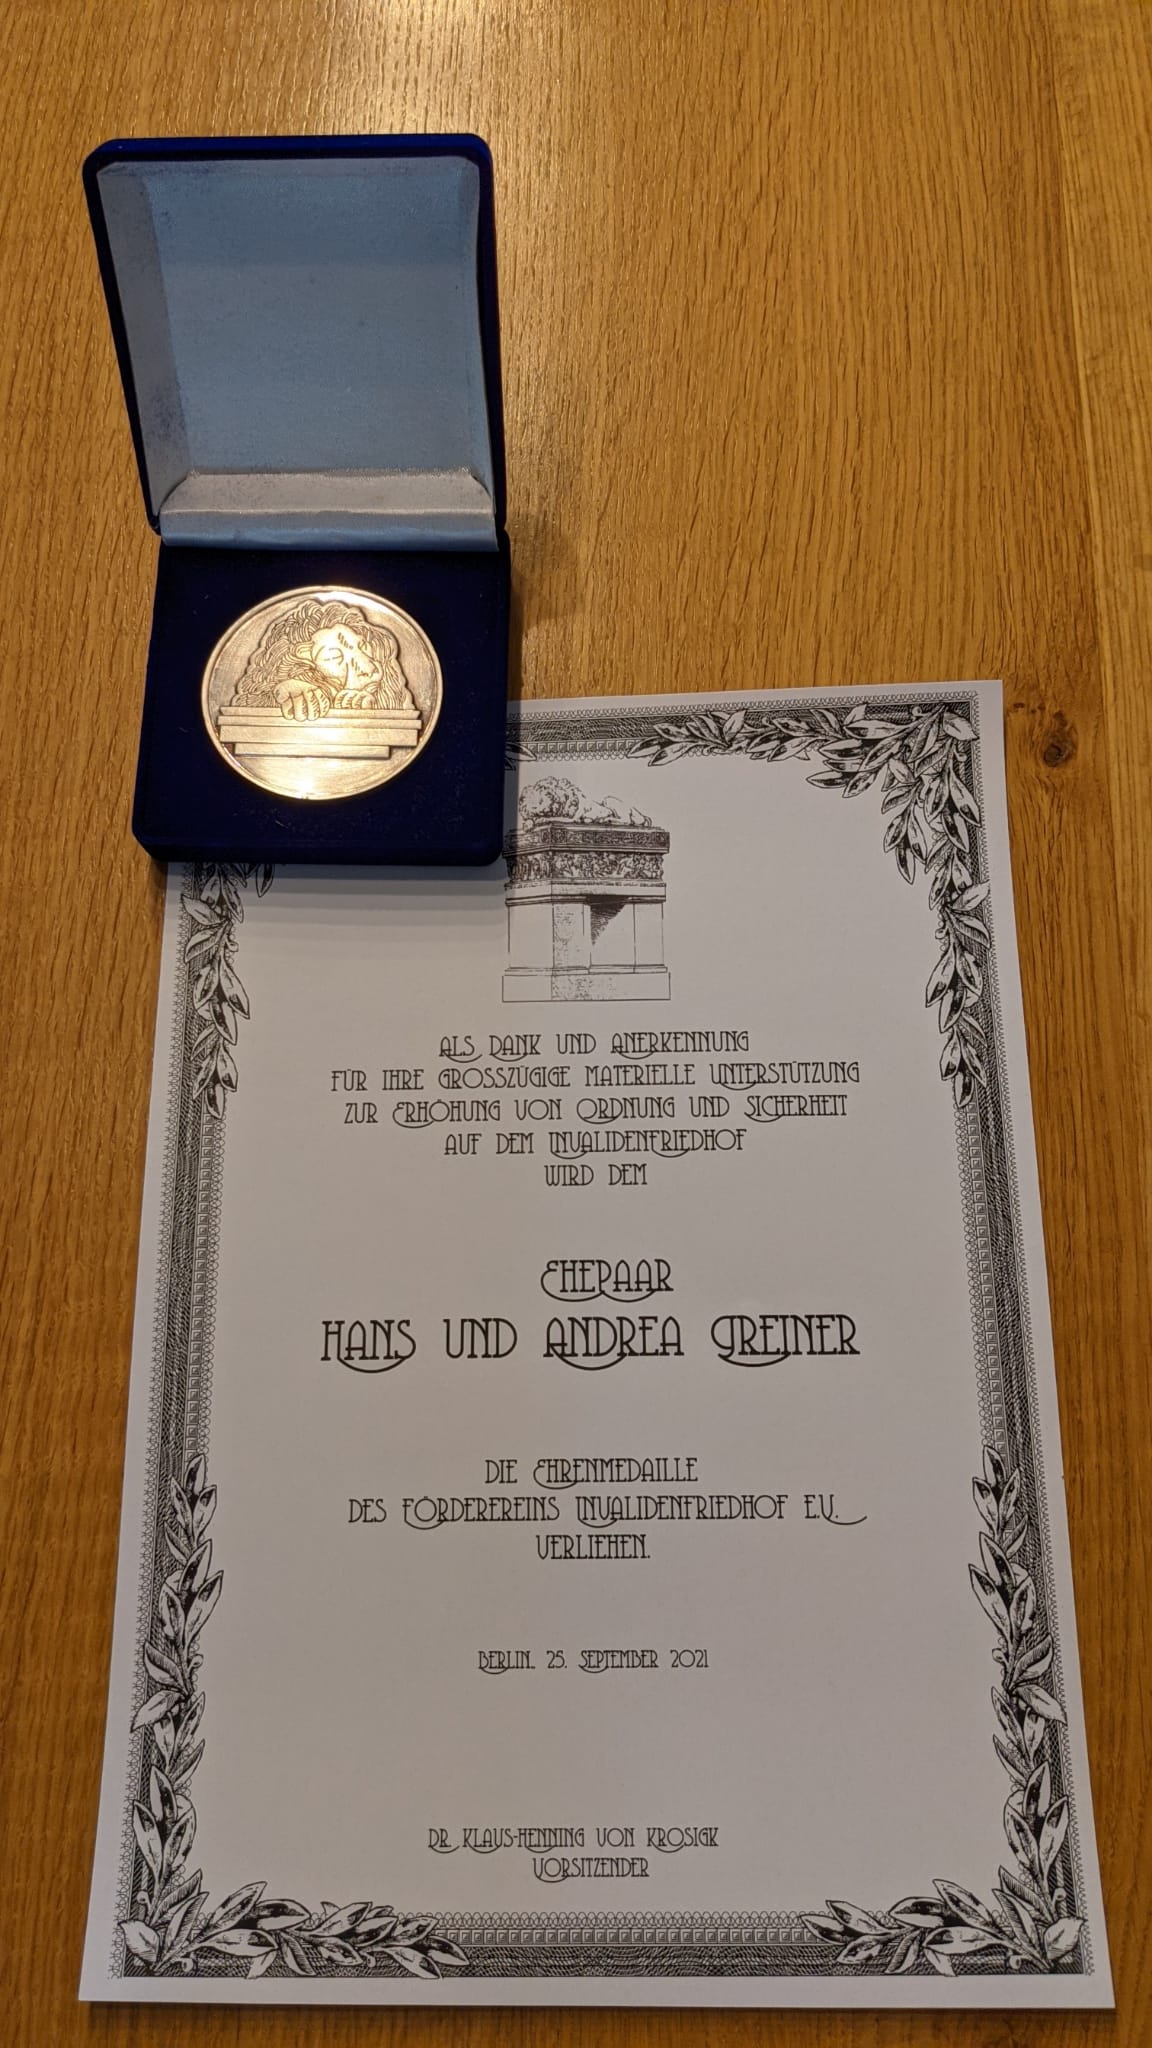 ALS DANK UND ANERKENNUNG
FÜR IHRE GROSSZÜGIGE MATERIELLE UNTERSTÜTZUNG
ZUR ERHÖHUNG VON ORDNUNG UND SICHERHEIT
AUF DEM INVALIDENFRIEDHOF
WIRD DEM
EHEPAAR
HANS UND ANDREA GREINER
DIE EHRENMEDAILLE
DES FÖRDEREREINS INVALIDENFRIEDHOF E.V.
VERLIEHEN.
BERLIN, 25. SEPTEMBER 2021
DR. KLAUS-HENNING VON KROSIGK
VORSITZENDER